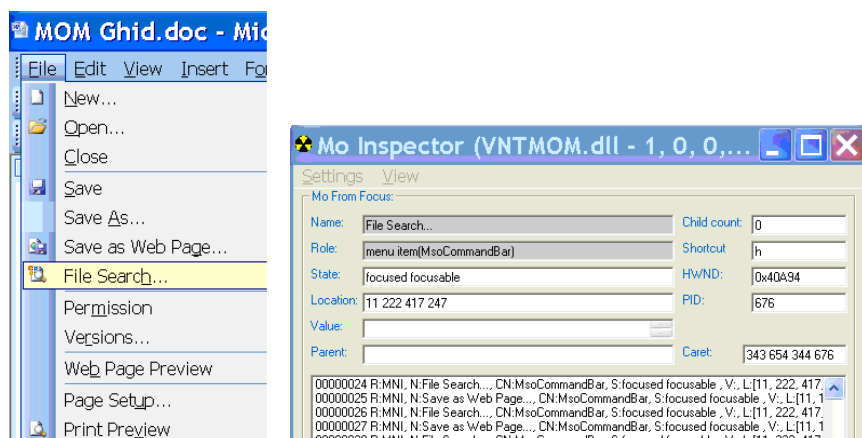 MOM Ghid.doc - Mic
File Edit View Insert Fo
New...
Open...
Close
Save
Save As...
Save as Web Page...
File Search...
Permission
Versions...
Web Page Preview
Page Setup...
Print Preview
Mo Inspector (VNTMOM.dll - 1, 0, 0,...
Settings View
Mo From Focus:
Name: File Search... Child count: 0
Role: menu item(MsoCommandBar) Shortcut h
State: focused focusable HWND: 0x40A94
Location: 11 222 417 247 PID: 676
Value:
Parent: Caret: 343 654 344 676
00000024 R:MNI, N:File Search..., CN:MsoCommandBar, S:focused focusable , V:, L:[11, 222, 417,
00000025 R:MNI, N:Save as Web Page..., CN:MsoCommandBar, S:focused focusable , V:, L:[11, 1
00000026 R:MNI, N:File Search..., CN:MsoCommandBar, S:focused focusable , V:, L:[11, 222, 417,
00000027 R:MNI, N:Save as Web Page..., CN:MsoCommandBar, S:focused focusable , V:, L:[11, 1